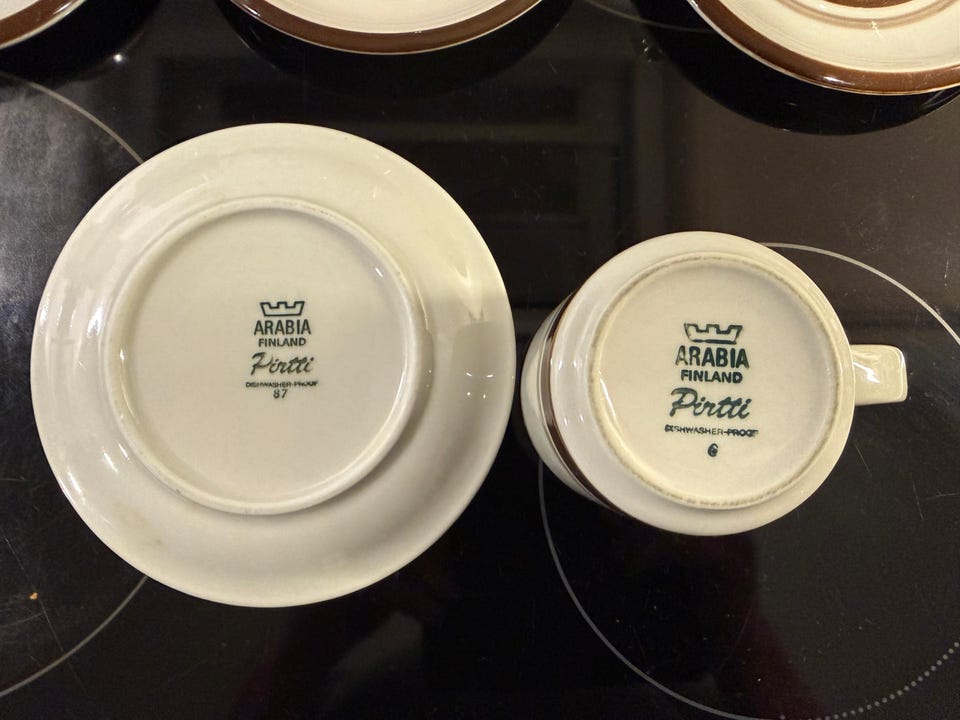 ARABIA
FINLAND
Pirtti
DISHWASHER-PROOF
87
ARABIA
FINLAND
Pirtti
DISHWASHER-PROOF
6